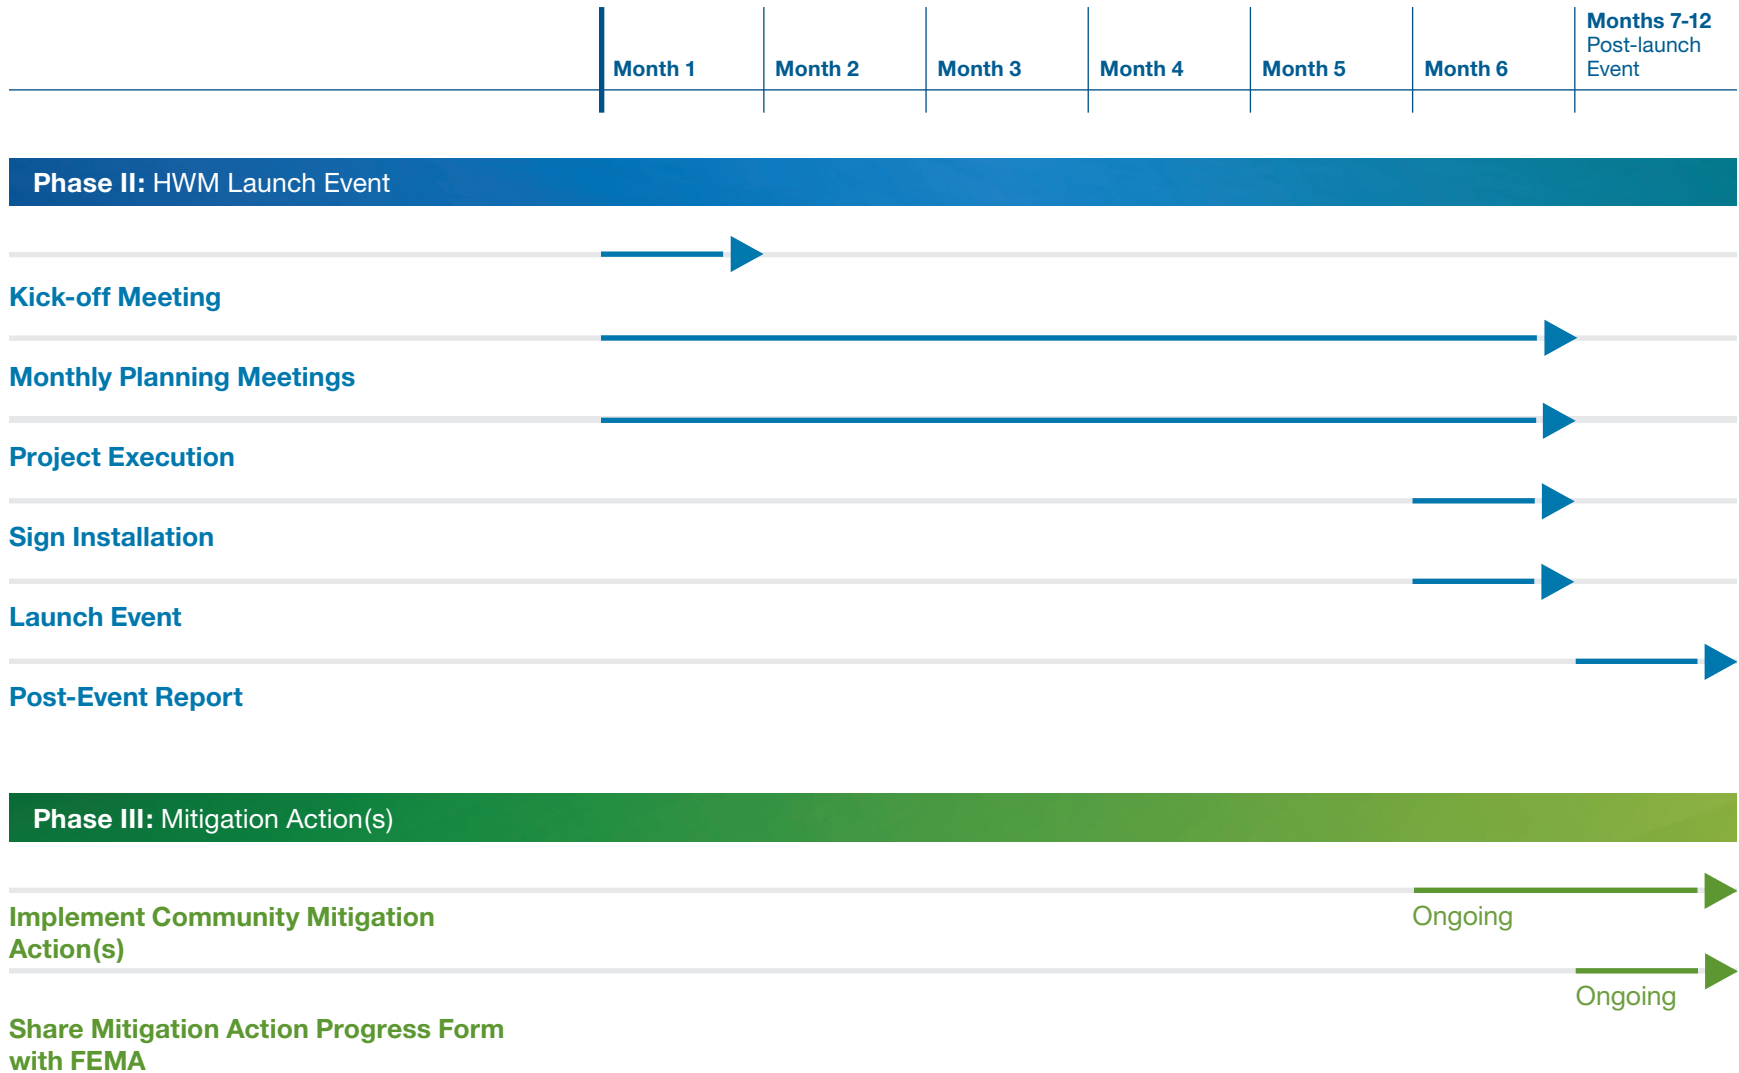 Months 7-12
Post-launch
Month 1 Month 2 Month 3 Month 4 Month 5 Month 6 Event
Phase II: HWM Launch Event
Kick-off Meeting
Monthly Planning Meetings
Project Execution
Sign Installation
Launch Event
Post-Event Report
Phase III: Mitigation Action(s)
Implement Community Mitigation
Action(s)
Ongoing
Ongoing
Share Mitigation Action Progress Form
with FEMA